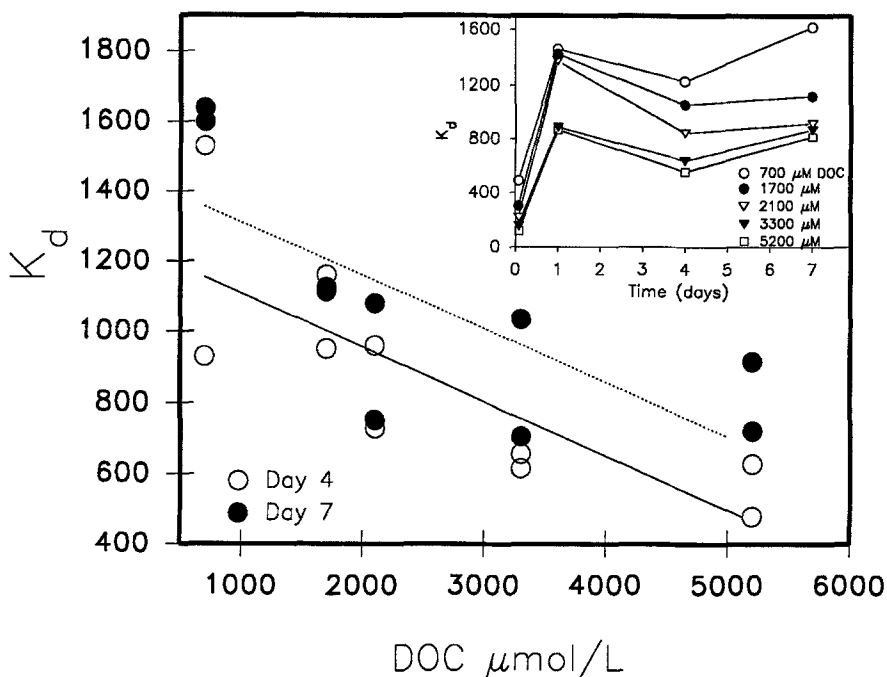 1800
1600
1400
1200
1000
800
600
400
K_d
1000 2000 3000 4000 5000 6000
DOC μmol/L
○ Day 4
● Day 7
1600
1200
800
400
0
K_d
0 1 2 3 4 5 6 7
Time (days)
○ 700 μM DOC
● 1700 μM
▽ 2100 μM
▼ 3300 μM
□ 5200 μM